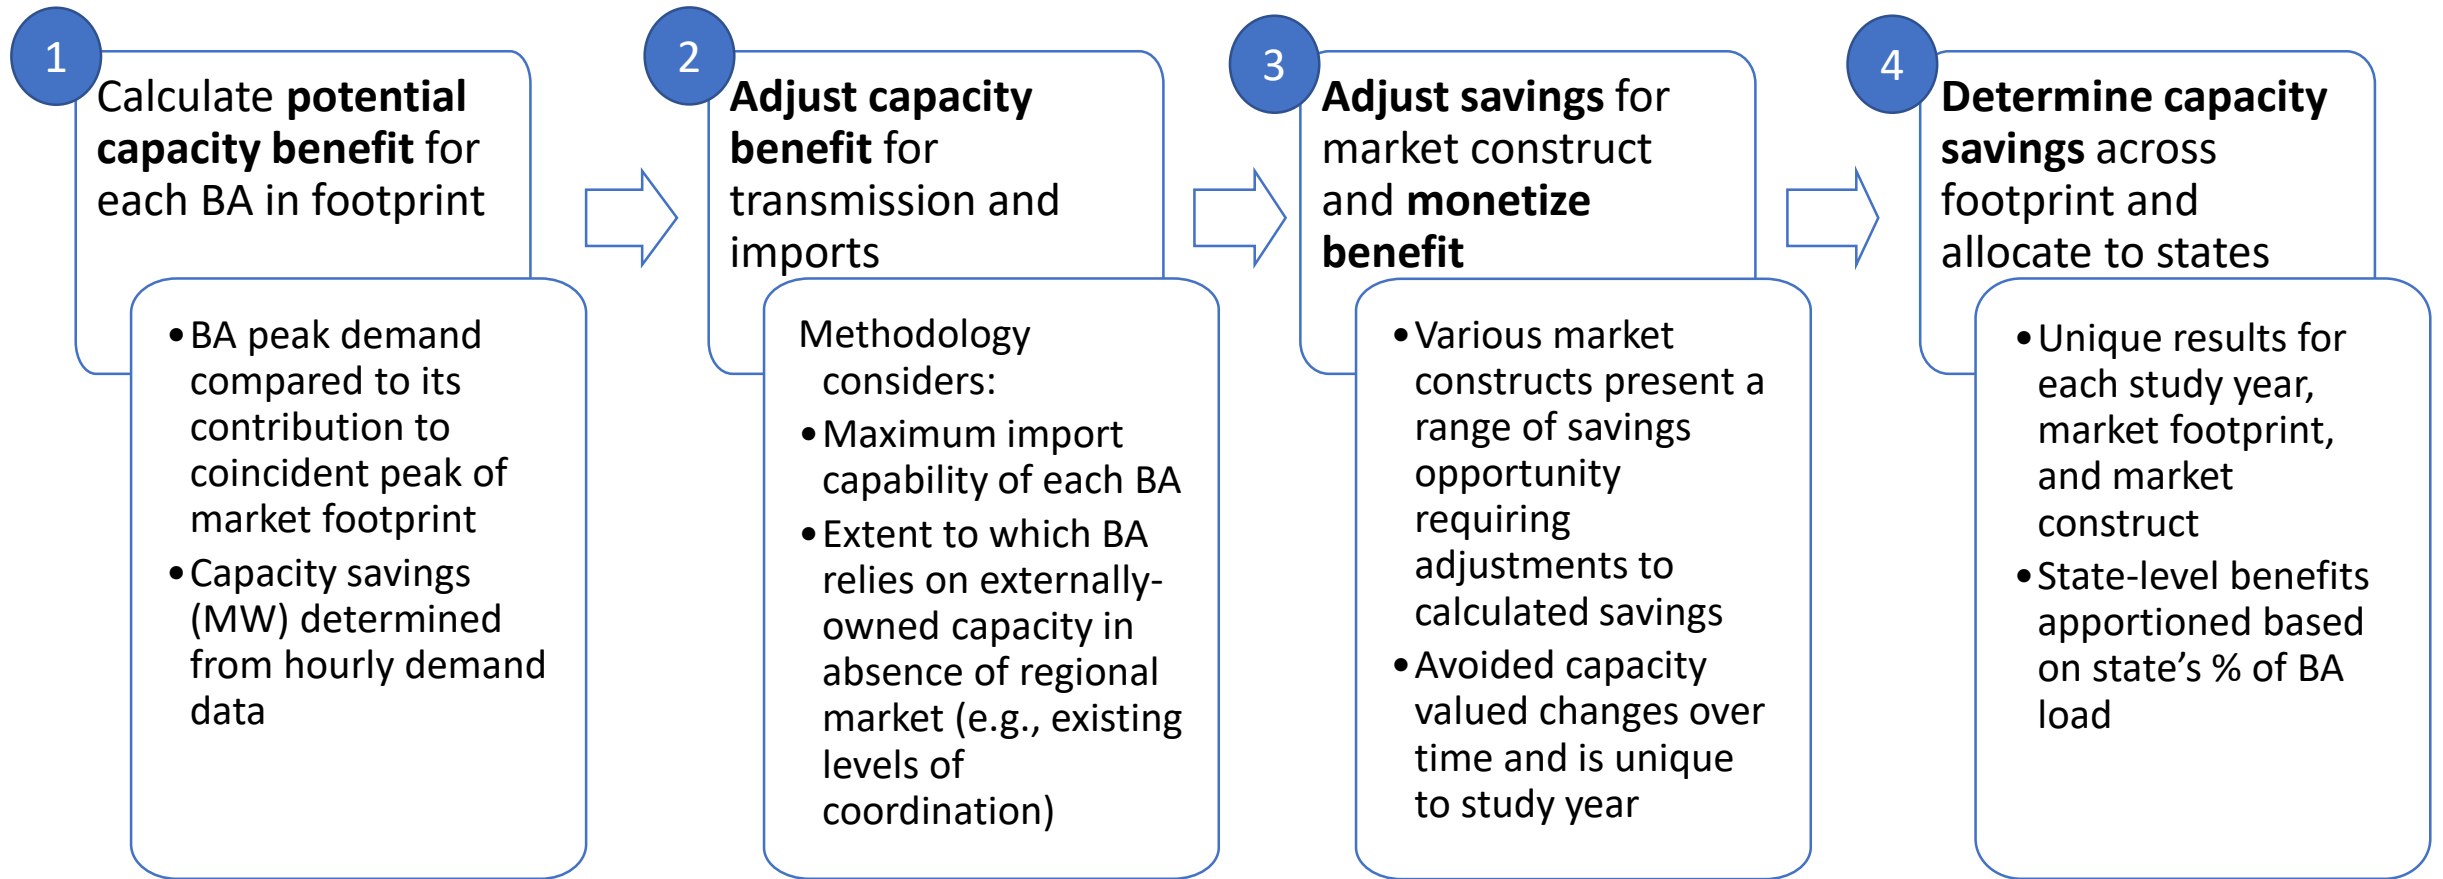 1
Calculate potential
capacity benefit for
each BA in footprint
•BA peak demand
compared to its
contribution to
coincident peak of
market footprint
•Capacity savings
(MW) determined
from hourly demand
data
2
Adjust capacity
benefit for
transmission and
imports
Methodology
considers:
•Maximum import
capability of each BA
•Extent to which BA
relies on externally-
owned capacity in
absence of regional
market (e.g., existing
levels of
coordination)
3
Adjust savings for
market construct
and monetize
benefit
•Various market
constructs present a
range of savings
opportunity
requiring
adjustments to
calculated savings
•Avoided capacity
valued changes over
time and is unique
to study year
4
Determine capacity
savings across
footprint and
allocate to states
•Unique results for
each study year,
market footprint,
and market
construct
•State-level benefits
apportioned based
on state’s % of BA
load